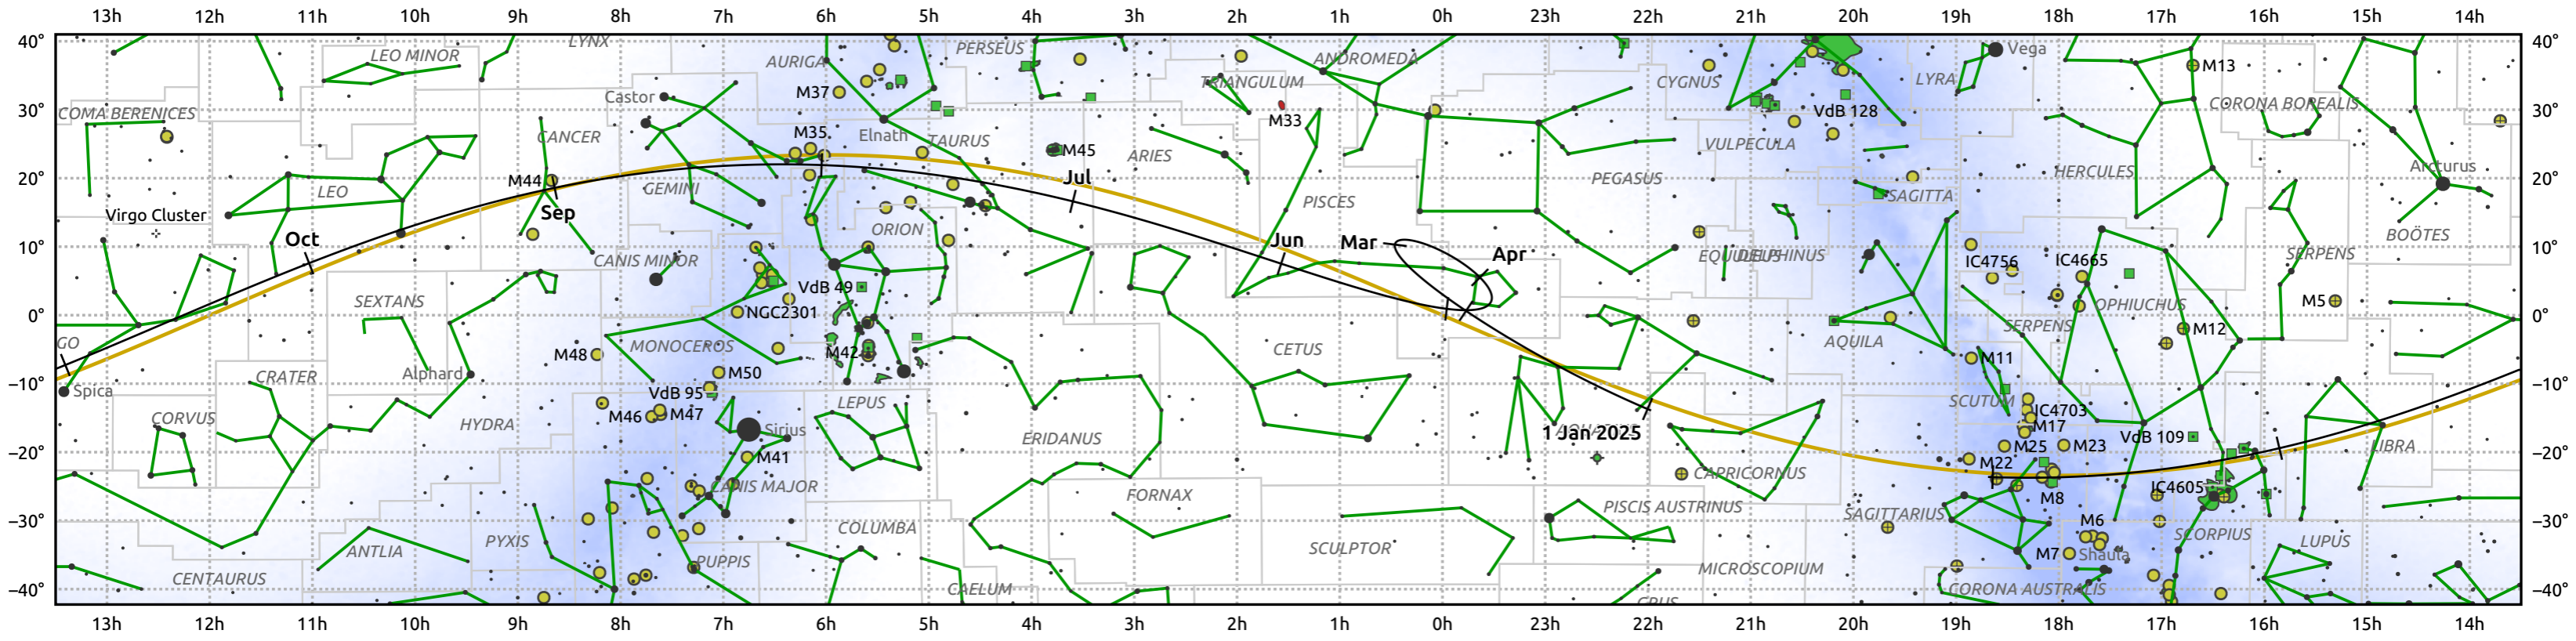 13h 12h 11h 10h 9h 8h 7h 6h 5h 4h 3h 2h 1h 0h 23h 22h 21h 20h 19h 18h 17h 16h 15h 14h
40° LYNX 40°
LEO MINOR AURIGA PERSEUS ANDROMEDA Vega
TRIANGULUM CYGNUS LYRA M13
30° COMA BERENICES Castor M37 M33 VdB 128 CORONA BOREALIS 30°
CANCER M35 Elnath TAURUS M45 ARIES VULPECULA HERCULES Arcturus
20° M44 LEO GEMINI Jul PEGASUS SAGITTA 20°
Virgo Cluster Sep PISCES
Oct ORION Jun Mar Apr BOÖTES
10° CANIS MINOR EQUULEUS DELPHINUS IC4756 IC4665 SERPENS 10°
SEXTANS VdB 49 OPHIUCHUS M5
0° NGC2301 SERPENS M12 0°
GO M48 MONOCEROS M42 CETUS AQUILA M11
−10° Spica CRATER Alphard M50 −10°
VdB 95 LEPUS SCUTUM
CORVUS HYDRA M46 M47 Sirius ERIDANUS 1 Jan 2025 AQUARIUS IC4703 M17 VdB 109 LIBRA
−20° M41 M25 M23 −20°
CANIS MAJOR FORNAX CAPRICORNUS M22 M8 IC4605
−30° COLUMBA PISCIS AUSTRINUS SAGITTARIUS M6 SCORPIUS −30°
ANTLIA PYXIS PUPPIS SCULPTOR M7 Shaula LUPUS
CENTAURUS CAELUM MICROSCOPIUM CORONA AUSTRALIS
−40° GRUS −40°
13h 12h 11h 10h 9h 8h 7h 6h 5h 4h 3h 2h 1h 0h 23h 22h 21h 20h 19h 18h 17h 16h 15h 14h